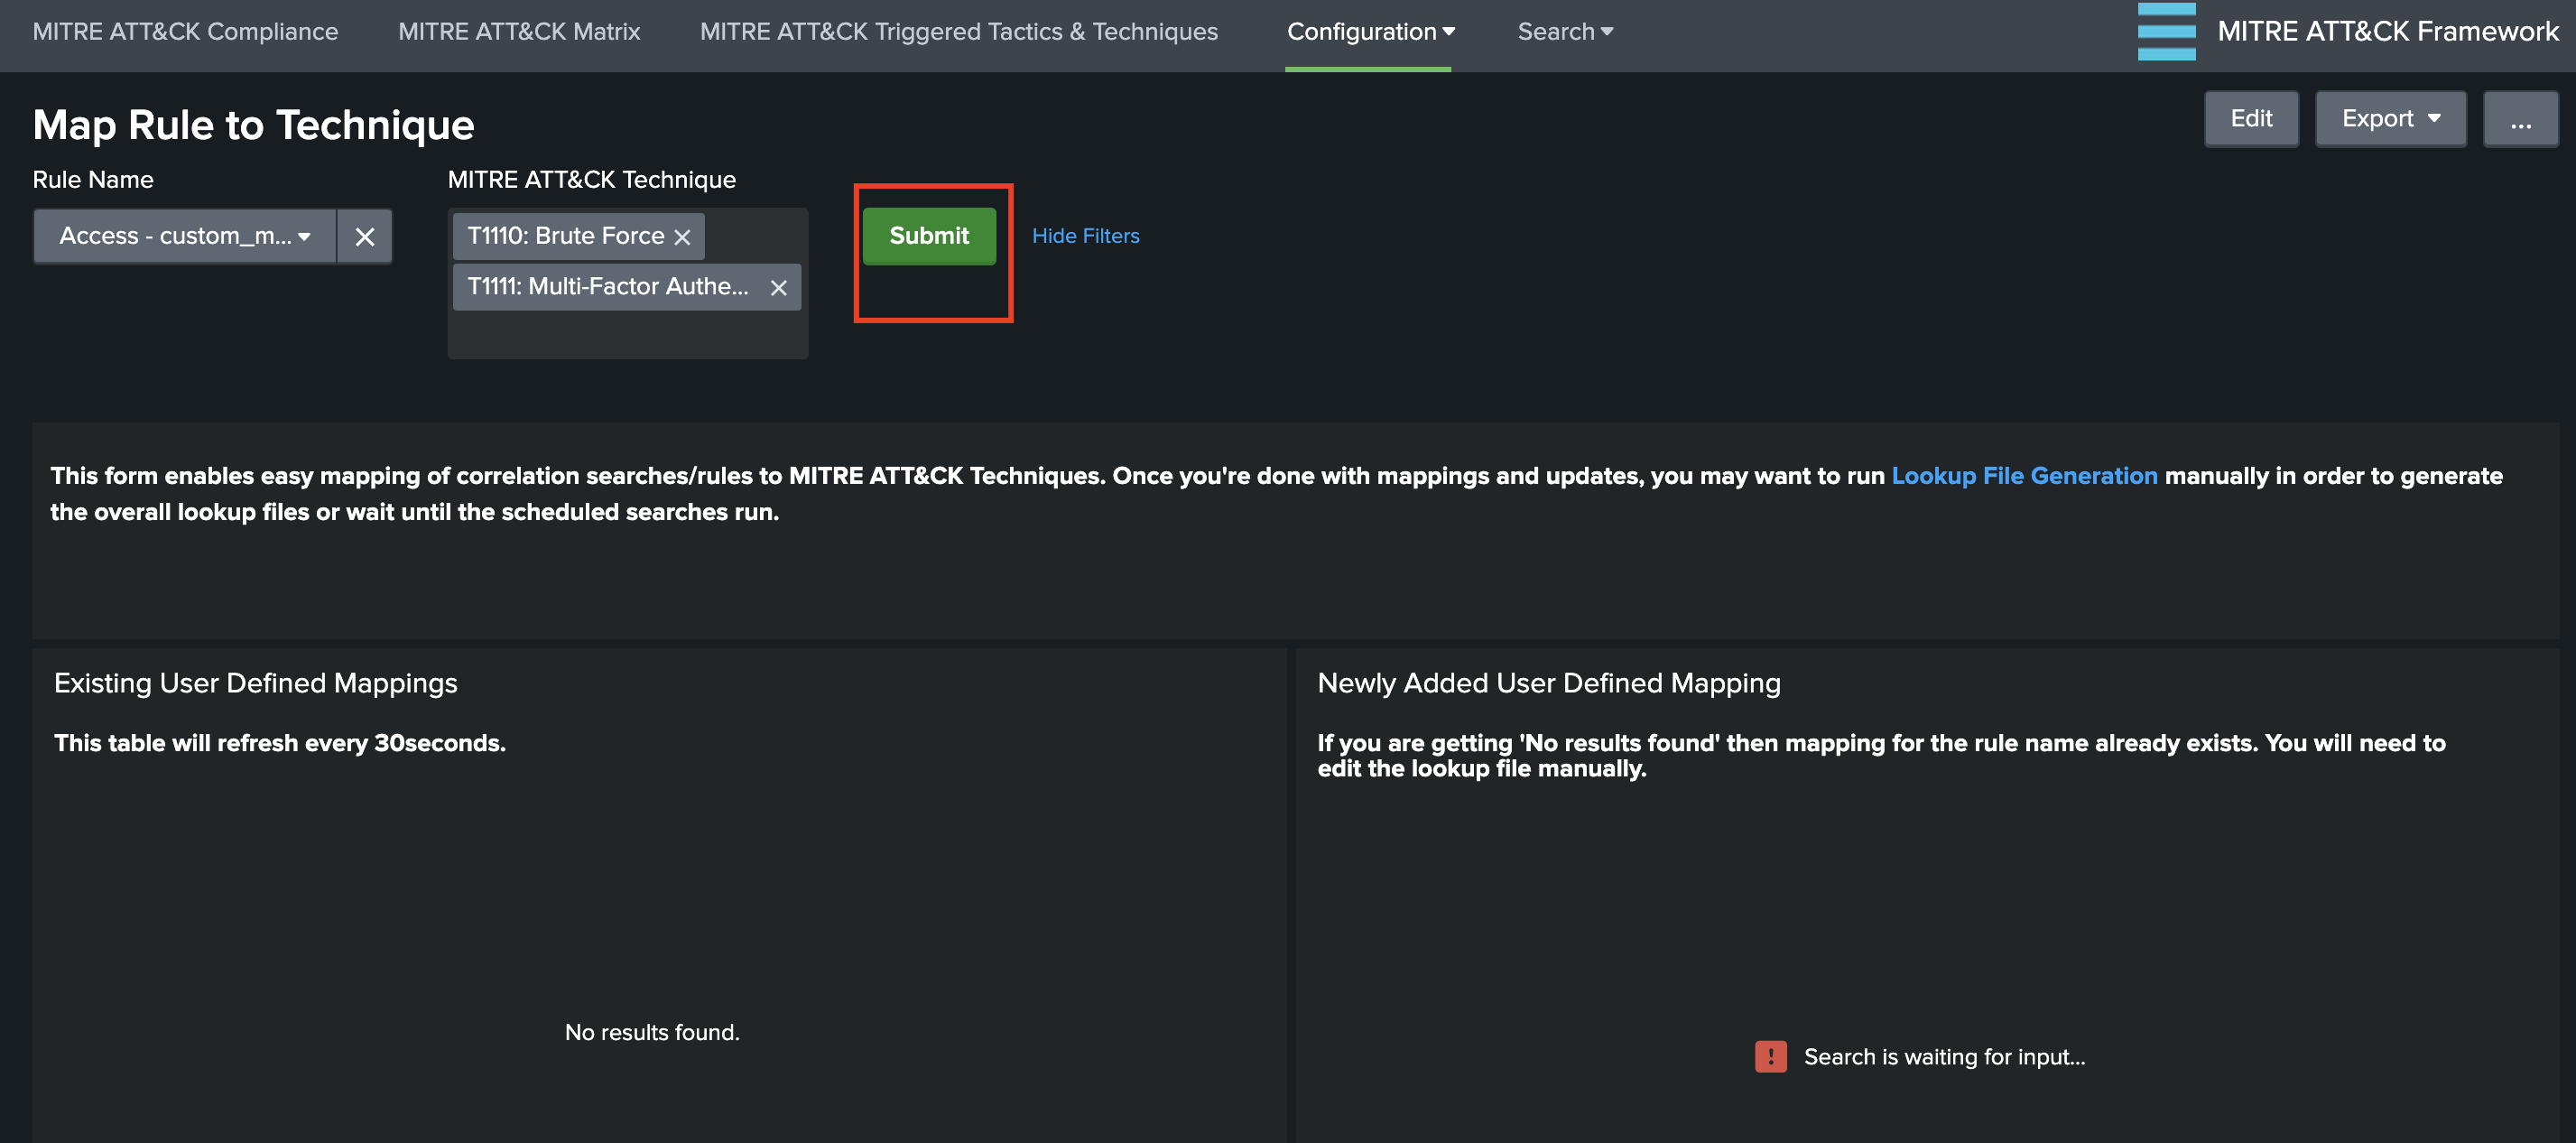 MITRE ATT&CK Compliance
MITRE ATT&CK Matrix
MITRE ATT&CK Triggered Tactics & Techniques
Configuration
Search
MITRE ATT&CK Framework
Map Rule to Technique
Edit
Export
...
Rule Name
MITRE ATT&CK Technique
Access - custom_m...
T1110: Brute Force
T1111: Multi-Factor Authe...
Submit
Hide Filters
This form enables easy mapping of correlation searches/rules to MITRE ATT&CK Techniques. Once you're done with mappings and updates, you may want to run Lookup File Generation manually in order to generate
the overall lookup files or wait until the scheduled searches run.
Existing User Defined Mappings
This table will refresh every 30seconds.
No results found.
Newly Added User Defined Mapping
If you are getting 'No results found' then mapping for the rule name already exists. You will need to
edit the lookup file manually.
Search is waiting for input...